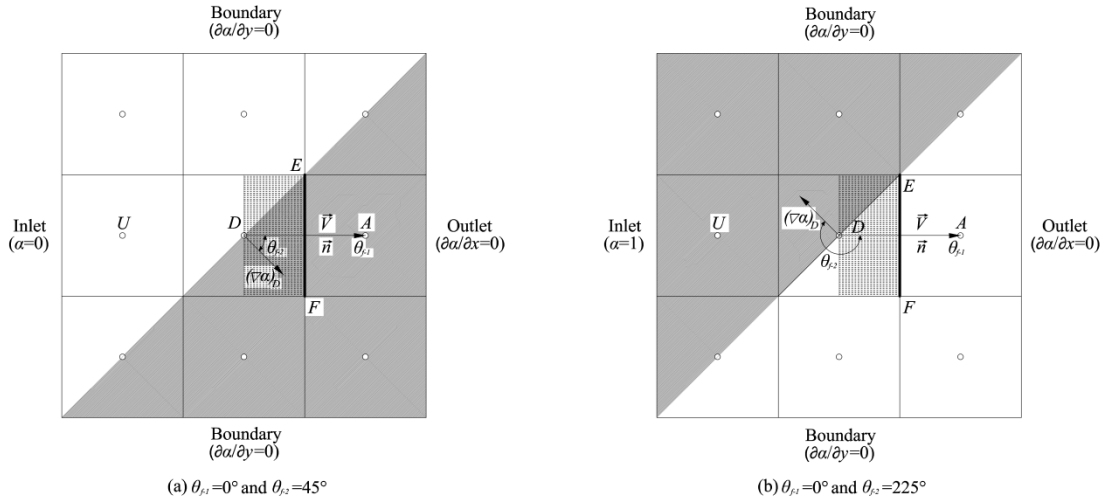 Boundary
(∂α/∂y=0)
E
Inlet
(α=0)
U
D
V⃗
A
n⃗
θf-1
θf-2
(∇α)D
F
Outlet
(∂α/∂x=0)
Boundary
(∂α/∂y=0)
(a) θf-1=0° and θf-2=45°
Boundary
(∂α/∂y=0)
E
Inlet
(α=1)
U
(∇α)D
D
V⃗
A
n⃗
θf-1
θf-2
F
Outlet
(∂α/∂x=0)
Boundary
(∂α/∂y=0)
(b) θf-1=0° and θf-2=225°